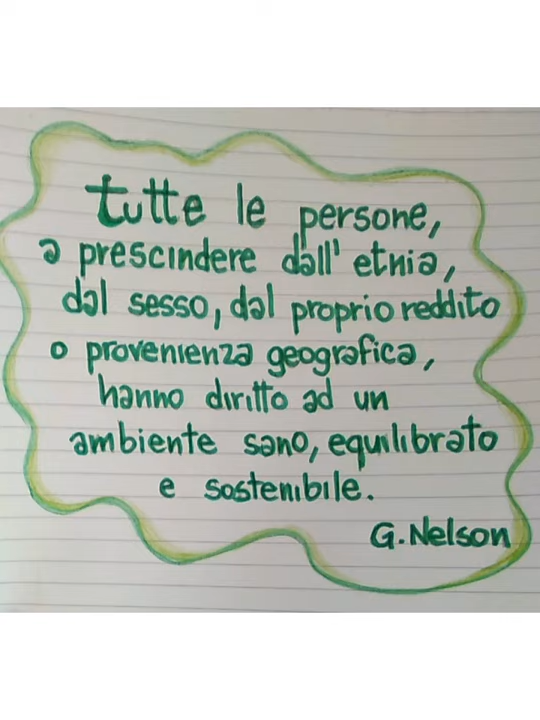 tutte le persone,
a prescindere dall' etnia,
dal sesso, dal proprio reddito
o provenienza geografica,
hanno diritto ad un
ambiente sano, equilibrato
e sostenibile.
G. Nelson